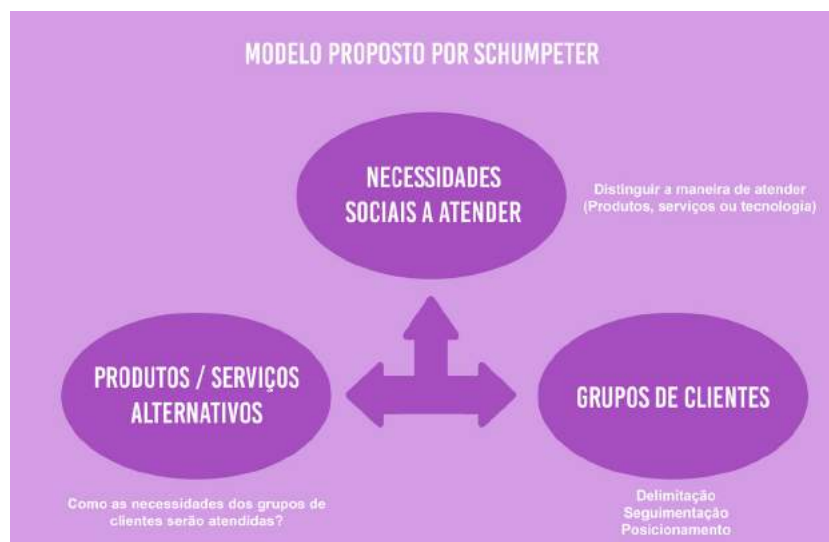 MODELO PROPOSTO POR SCHUMPETER
NECESSIDADES
SOCIAIS A ATENDER
Distinguir a maneira de atender
(Produtos, serviços ou tecnologia)
PRODUTOS / SERVIÇOS
ALTERNATIVOS
GRUPOS DE CLIENTES
Como as necessidades dos grupos de
clientes serão atendidas?
Delimitação
Seguimentação
Posicionamento